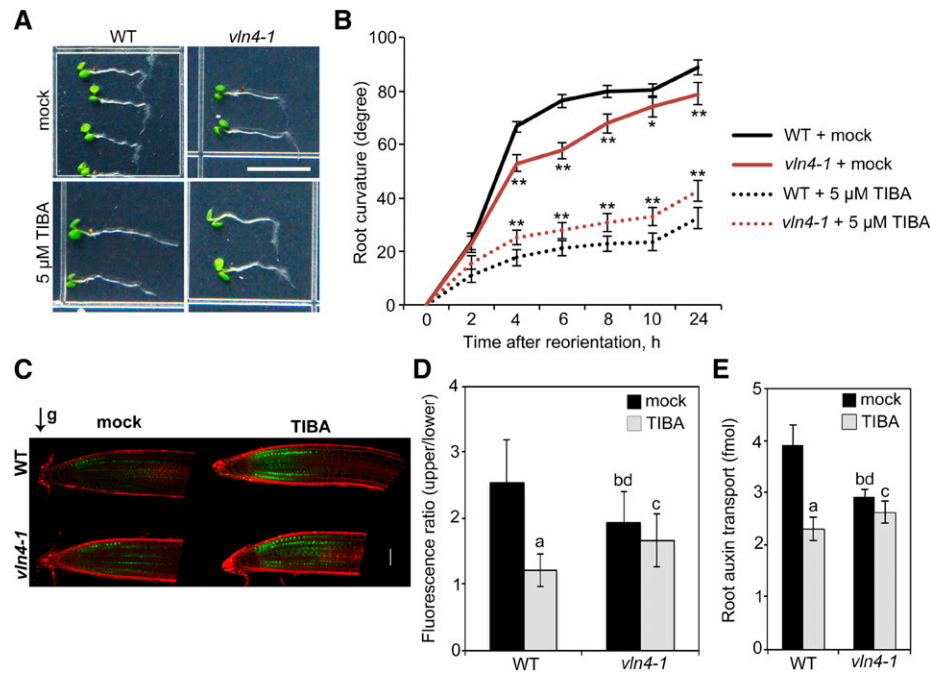 A
WT
vln4-1
mock
5 µM TIBA
B
Root curvature (degree)
100
80
60
40
20
0
**
**
**
*
**
**
**
**
**
**
0 2 4 6 8 10 24
Time after reorientation, h
WT + mock
vln4-1 + mock
WT + 5 µM TIBA
vln4-1 + 5 µM TIBA
C
g
mock
TIBA
WT
vln4-1
D
Fluorescence ratio (upper/lower)
4
3
2
1
0
mock
TIBA
a
bd
c
WT
vln4-1
E
Root auxin transport (fmol)
5
4
3
2
1
0
mock
TIBA
a
bd
c
WT
vln4-1